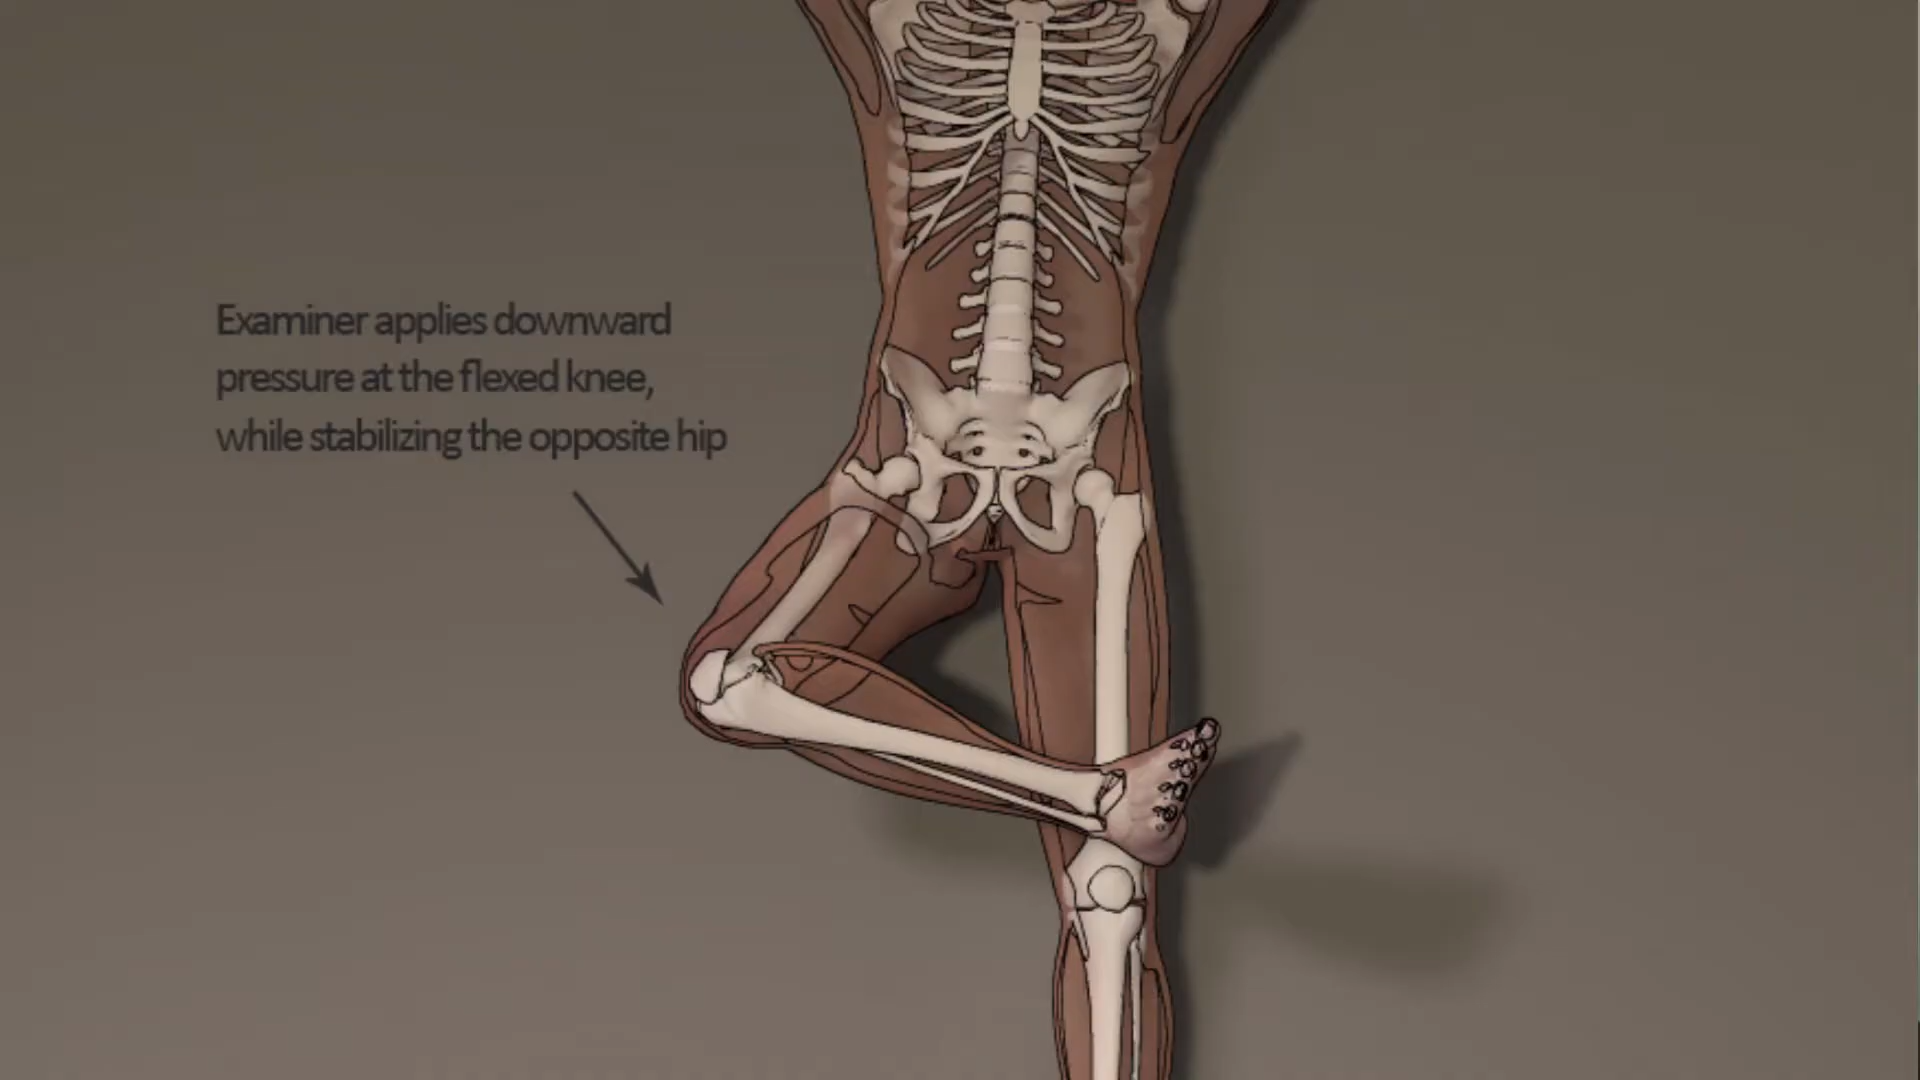 Examiner applies downward
pressure at the flexed knee,
while stabilizing the opposite hip